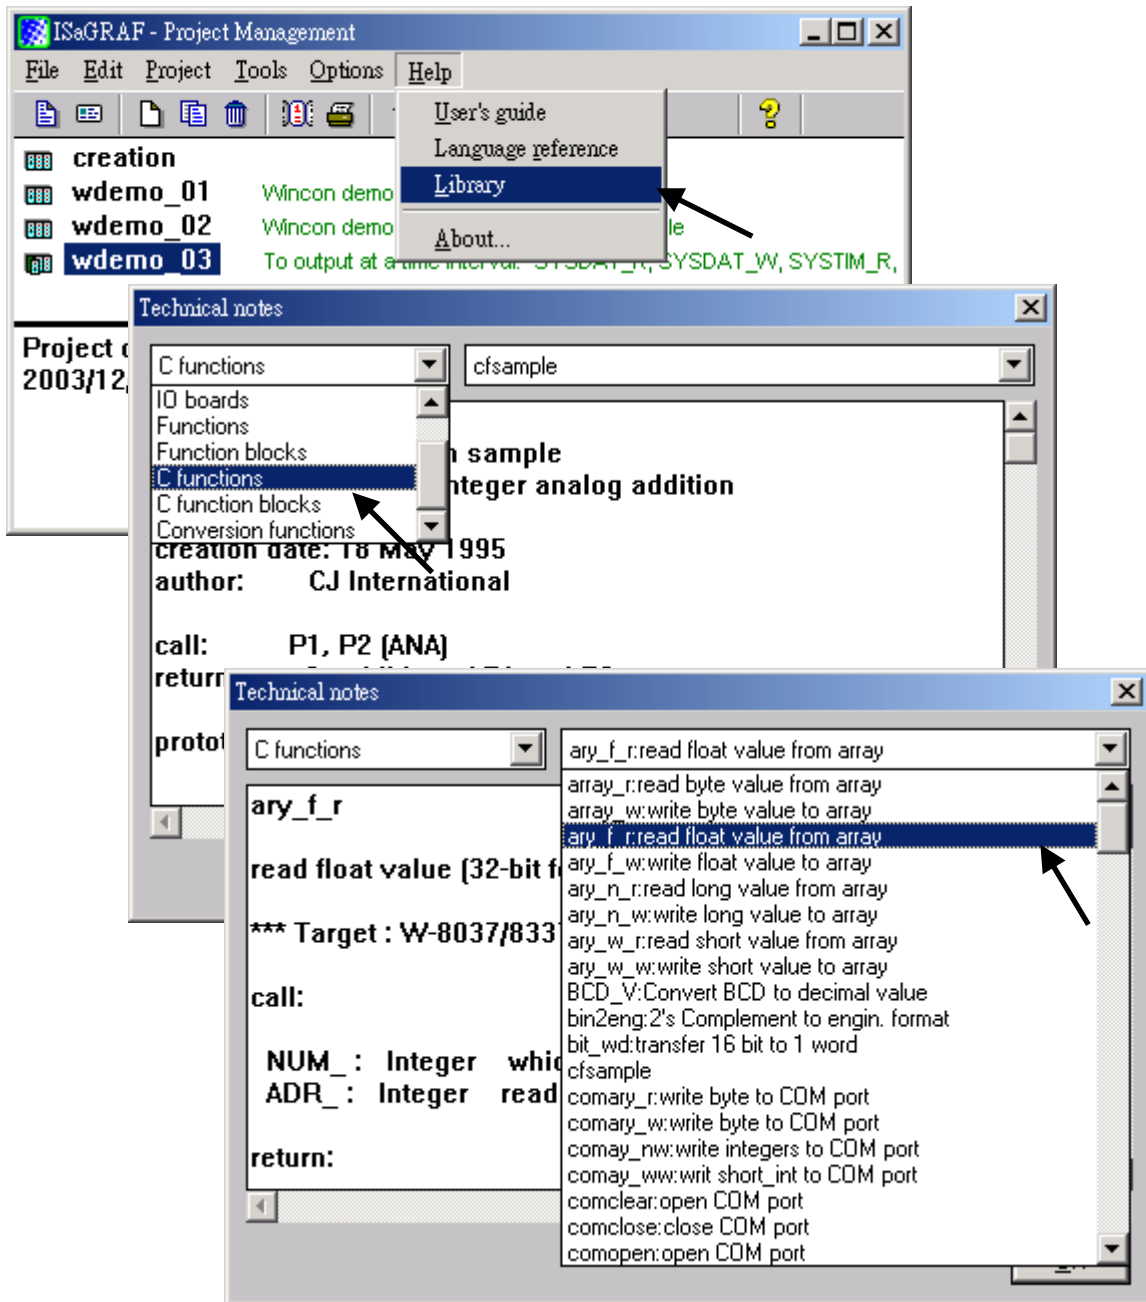 ISaGRAF - Project Management
File Edit Project Tools Options Help
User's guide
Language reference
Library
About...
creation
wdemo_01 Wincon demo
wdemo_02 Wincon demo le
wdemo_03 To output at a time interval. SYSDAT_R, SYSDAT_W, SYSTIM_R,
Project
2003/12/
Technical notes
C functions cfsample
IO boards
Functions
Function blocks
C functions
C function blocks
Conversion functions
sample
nteger analog addition
creation date: 18 May 1995
author: CJ International
call: P1, P2 (ANA)
return
protot
Technical notes
C functions ary_f_r:read float value from array
array_r:read byte value from array
array_w:write byte value to array
ary_f_r:read float value from array
ary_f_w:write float value to array
ary_n_r:read long value from array
ary_n_w:write long value to array
ary_w_r:read short value from array
ary_w_w:write short value to array
BCD_V:Convert BCD to decimal value
bin2eng:2's Complement to engin. format
bit_wd:transfer 16 bit to 1 word
cfsample
comary_r:write byte to COM port
comary_w:write byte to COM port
comay_nw:write integers to COM port
comay_ww:writ short_int to COM port
comclear:open COM port
comclose:close COM port
comopen:open COM port
ary_f_r
read float value (32-bit f
*** Target : W-8037/8337
call:
NUM_ : Integer whic
ADR_ : Integer read
return: